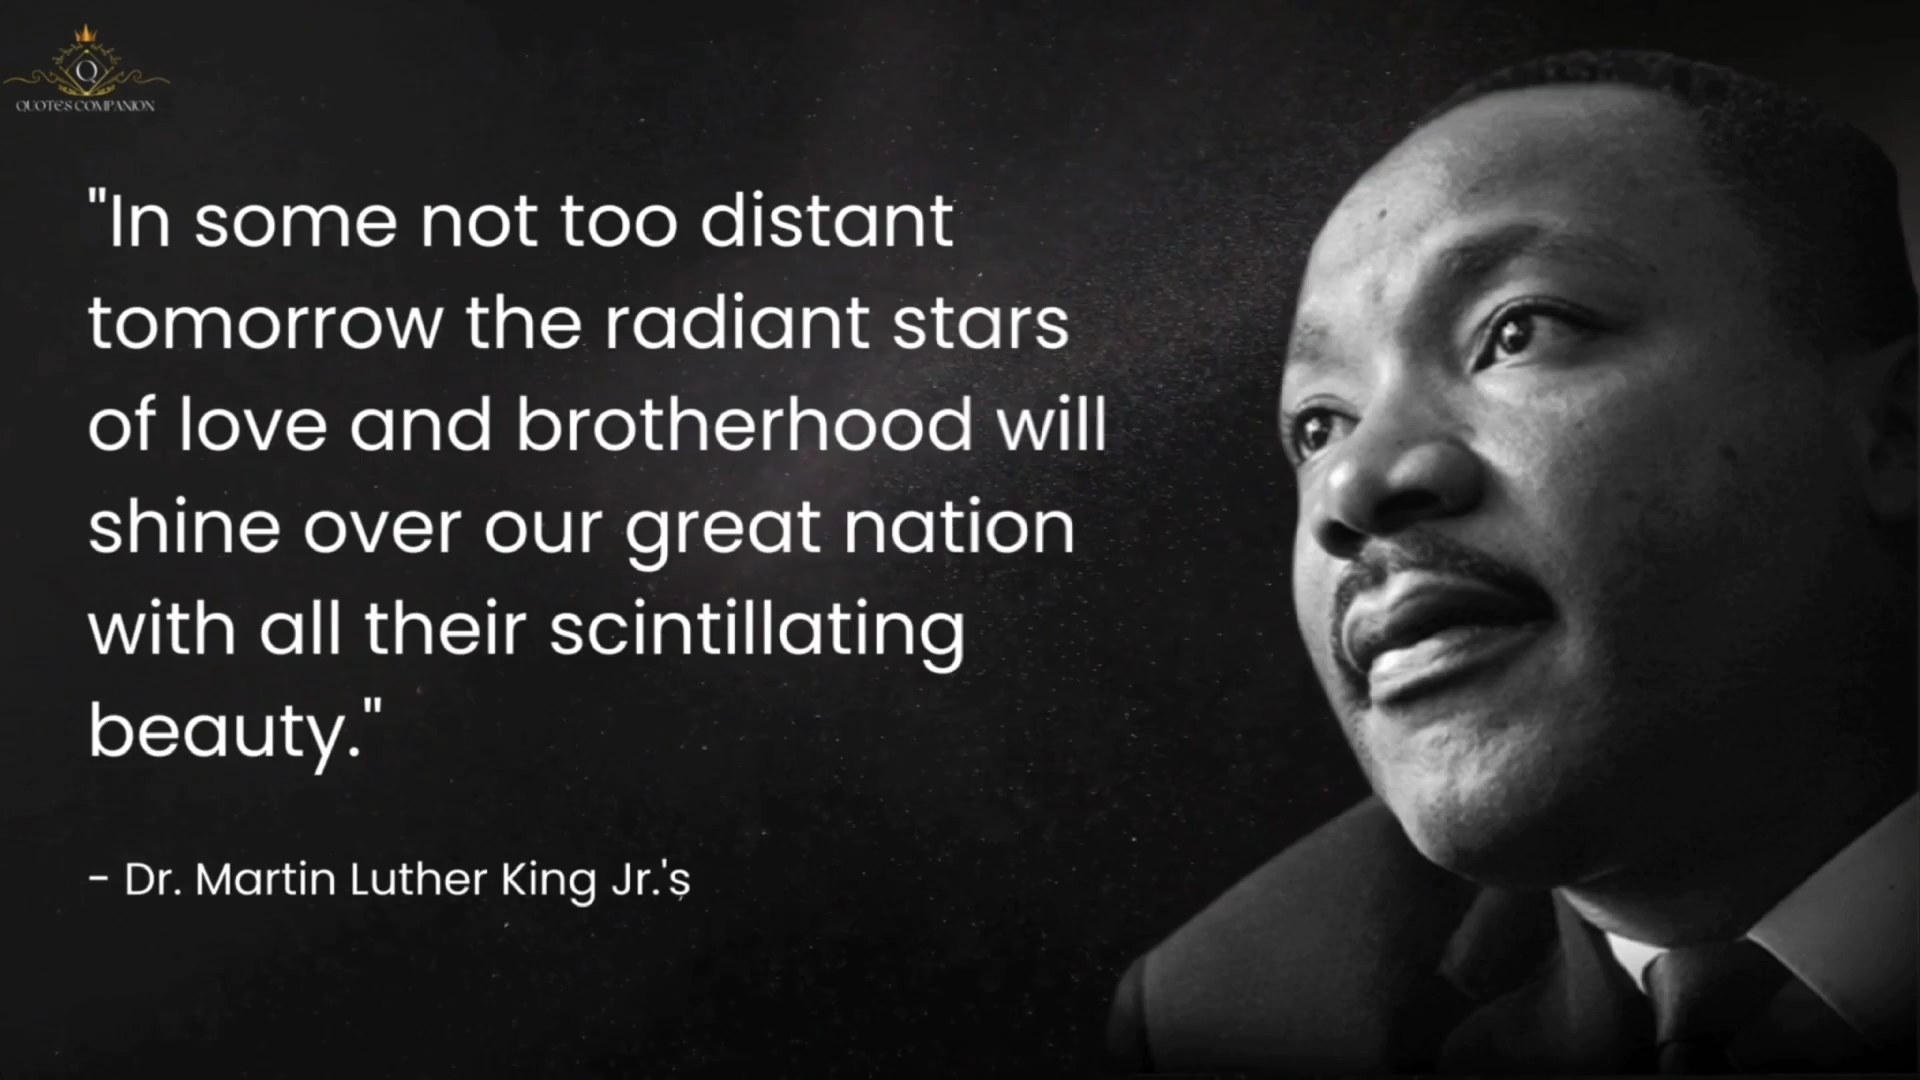 QUOTES COMPANION
"In some not too distant
tomorrow the radiant stars
of love and brotherhood will
shine over our great nation
with all their scintillating
beauty."
- Dr. Martin Luther King Jr.'s